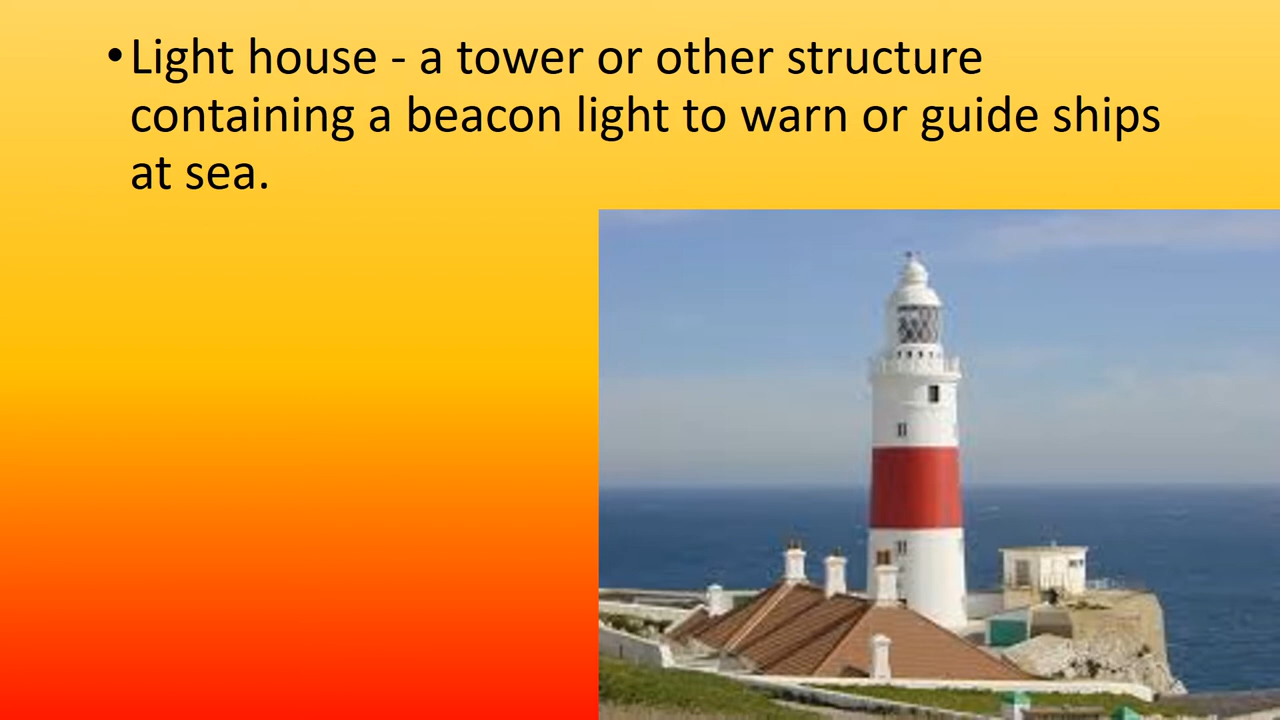 •Light house - a tower or other structure
containing a beacon light to warn or guide ships
at sea.